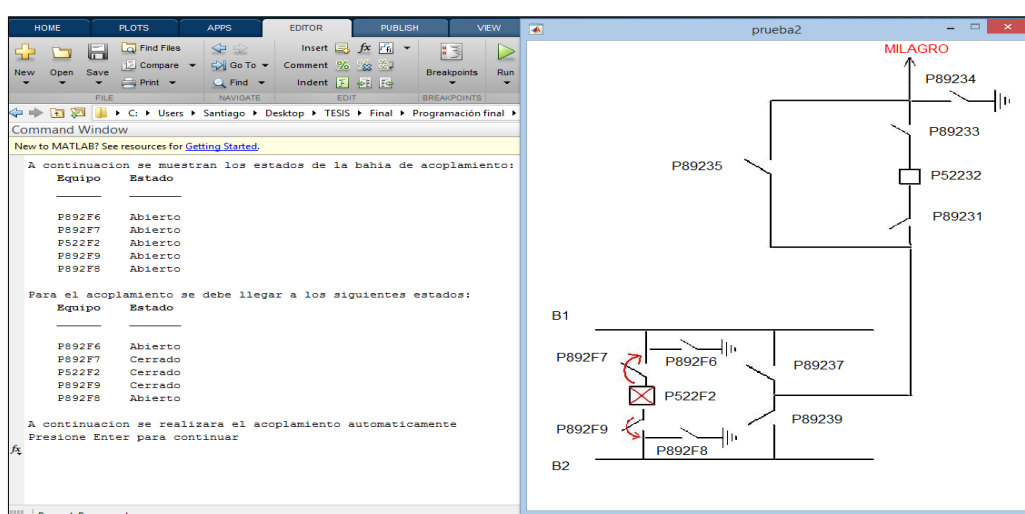 HOME PLOTS APPS EDITOR PUBLISH VIEW
New Open Save
Find Files
Compare
Print
Go To
Find
Insert fx
Comment
Indent
Breakpoints
Run
FILE NAVIGATE EDIT BREAKPOINTS
C: Users Santiago Desktop TESIS Final Programación final
Command Window
New to MATLAB? See resources for Getting Started.
A continuacion se muestran los estados de la bahia de acoplamiento:
Equipo Estado
P892F6 Abierto
P892F7 Abierto
P522F2 Abierto
P892F9 Abierto
P892F8 Abierto
Para el acoplamiento se debe llegar a los siguientes estados:
Equipo Estado
P892F6 Abierto
P892F7 Cerrado
P522F2 Cerrado
P892F9 Cerrado
P892F8 Abierto
A continuacion se realizara el acoplamiento automaticamente
Presione Enter para continuar
fx
prueba2
MILAGRO
P89234
P89233
P89235
P52232
P89231
B1
P892F7
P892F6
P89237
P522F2
P892F9
P89239
P892F8
B2